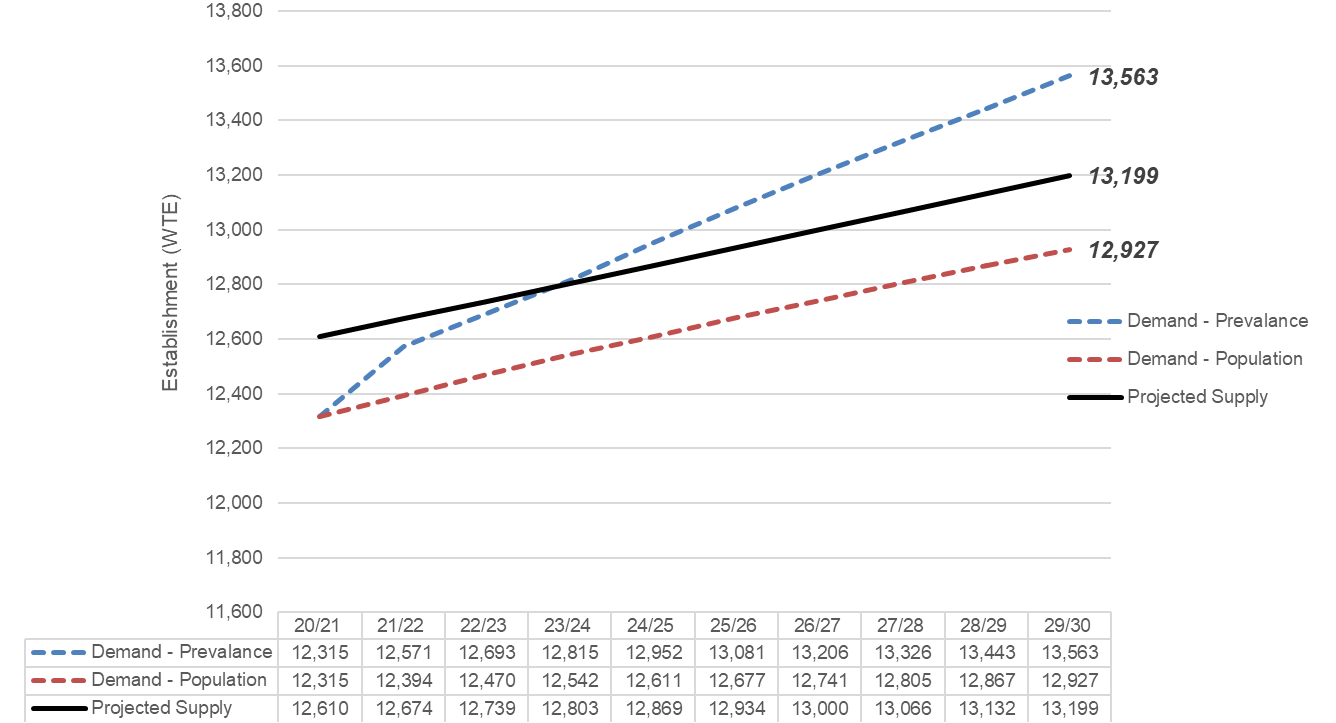 13,800
13,600
13,400
13,200
13,000
12,800
12,600
12,400
12,200
12,000
11,800
11,600
Establishment (WTE)
13,563
13,199
12,927
Demand - Prevalance
Demand - Population
Projected Supply
20/21 21/22 22/23 23/24 24/25 25/26 26/27 27/28 28/29 29/30
Demand - Prevalance 12,315 12,571 12,693 12,815 12,952 13,081 13,206 13,326 13,443 13,563
Demand - Population 12,315 12,394 12,470 12,542 12,611 12,677 12,741 12,805 12,867 12,927
Projected Supply 12,610 12,674 12,739 12,803 12,869 12,934 13,000 13,066 13,132 13,199